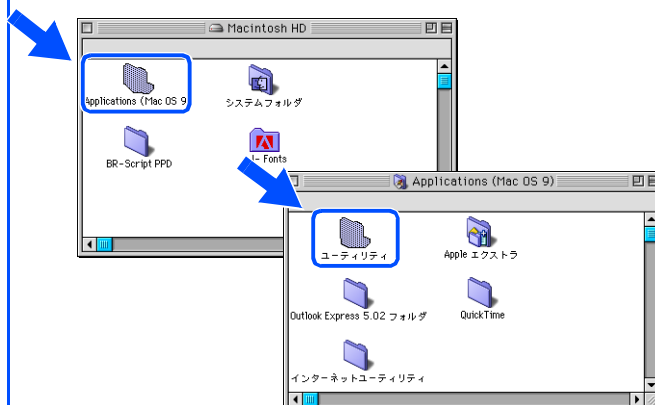 Macintosh HD
Applications (Mac OS 9
システムフォルダ
BR-Script PPD
Fonts
Applications (Mac OS 9)
ユーティリティ
Apple エクストラ
Outlook Express 5.02 フォルダ
QuickTime
インターネットユーティリティ